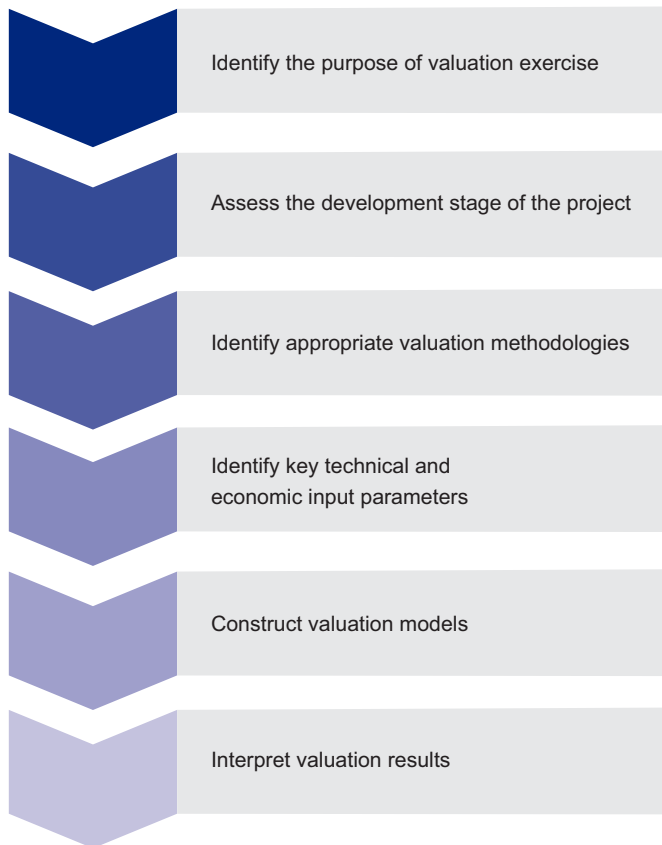 Identify the purpose of valuation exercise
Assess the development stage of the project
Identify appropriate valuation methodologies
Identify key technical and
economic input parameters
Construct valuation models
Interpret valuation results